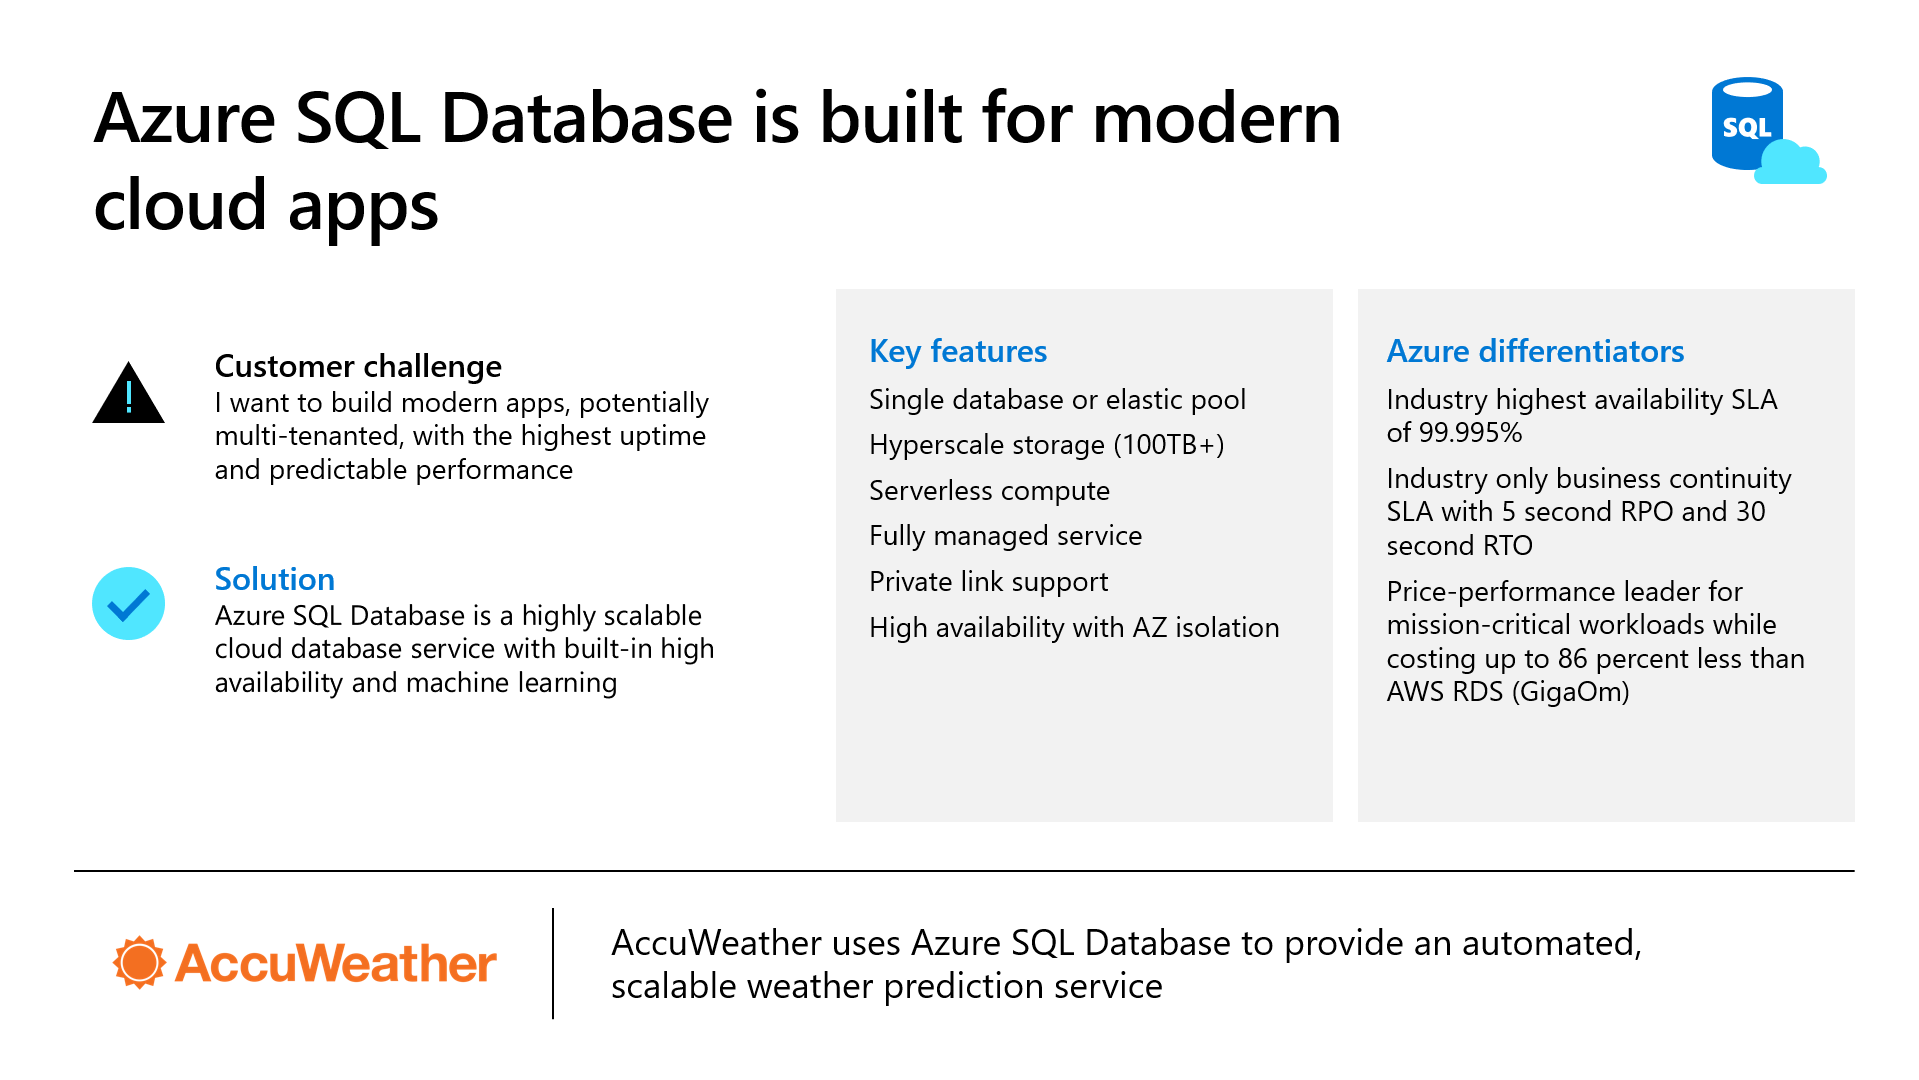 Azure SQL Database is built for modern
cloud apps
SQL
Customer challenge
I want to build modern apps, potentially
multi-tenanted, with the highest uptime
and predictable performance
Solution
Azure SQL Database is a highly scalable
cloud database service with built-in high
availability and machine learning
Key features
Single database or elastic pool
Hyperscale storage (100TB+)
Serverless compute
Fully managed service
Private link support
High availability with AZ isolation
Azure differentiators
Industry highest availability SLA
of 99.995%
Industry only business continuity
SLA with 5 second RPO and 30
second RTO
Price-performance leader for
mission-critical workloads while
costing up to 86 percent less than
AWS RDS (GigaOm)
AccuWeather
AccuWeather uses Azure SQL Database to provide an automated,
scalable weather prediction service